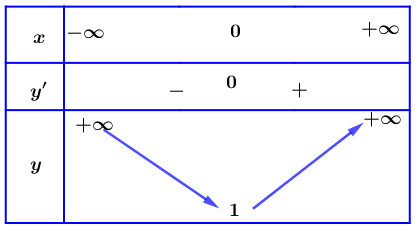 x −∞ 0 +∞
y′ − 0 +
+∞ +∞
y
1